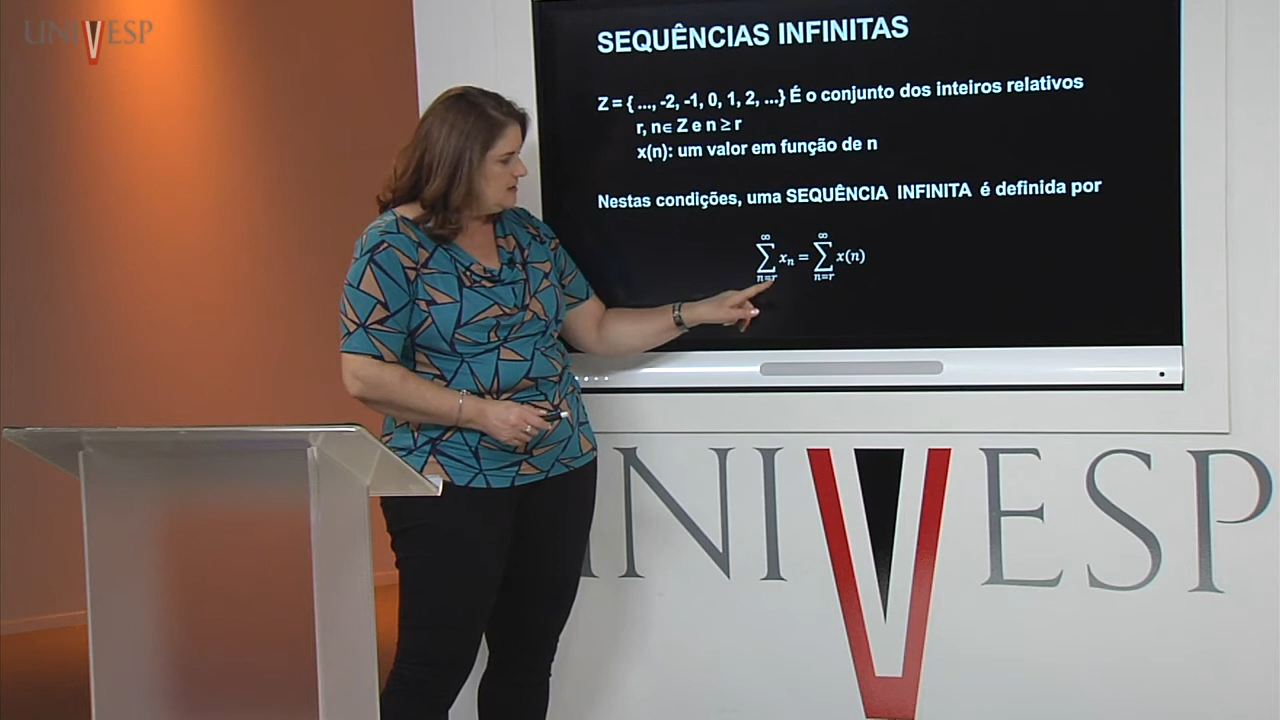 UNIVESP
SEQUÊNCIAS INFINITAS
Z = { ..., -2, -1, 0, 1, 2, ...} É o conjunto dos inteiros relativos
r, n∈ Z e n ≥ r
x(n): um valor em função de n
Nestas condições, uma SEQUÊNCIA INFINITA é definida por
∞ ∞
∑ xₙ = ∑ x(n)
n=r n=r
UNIVESP